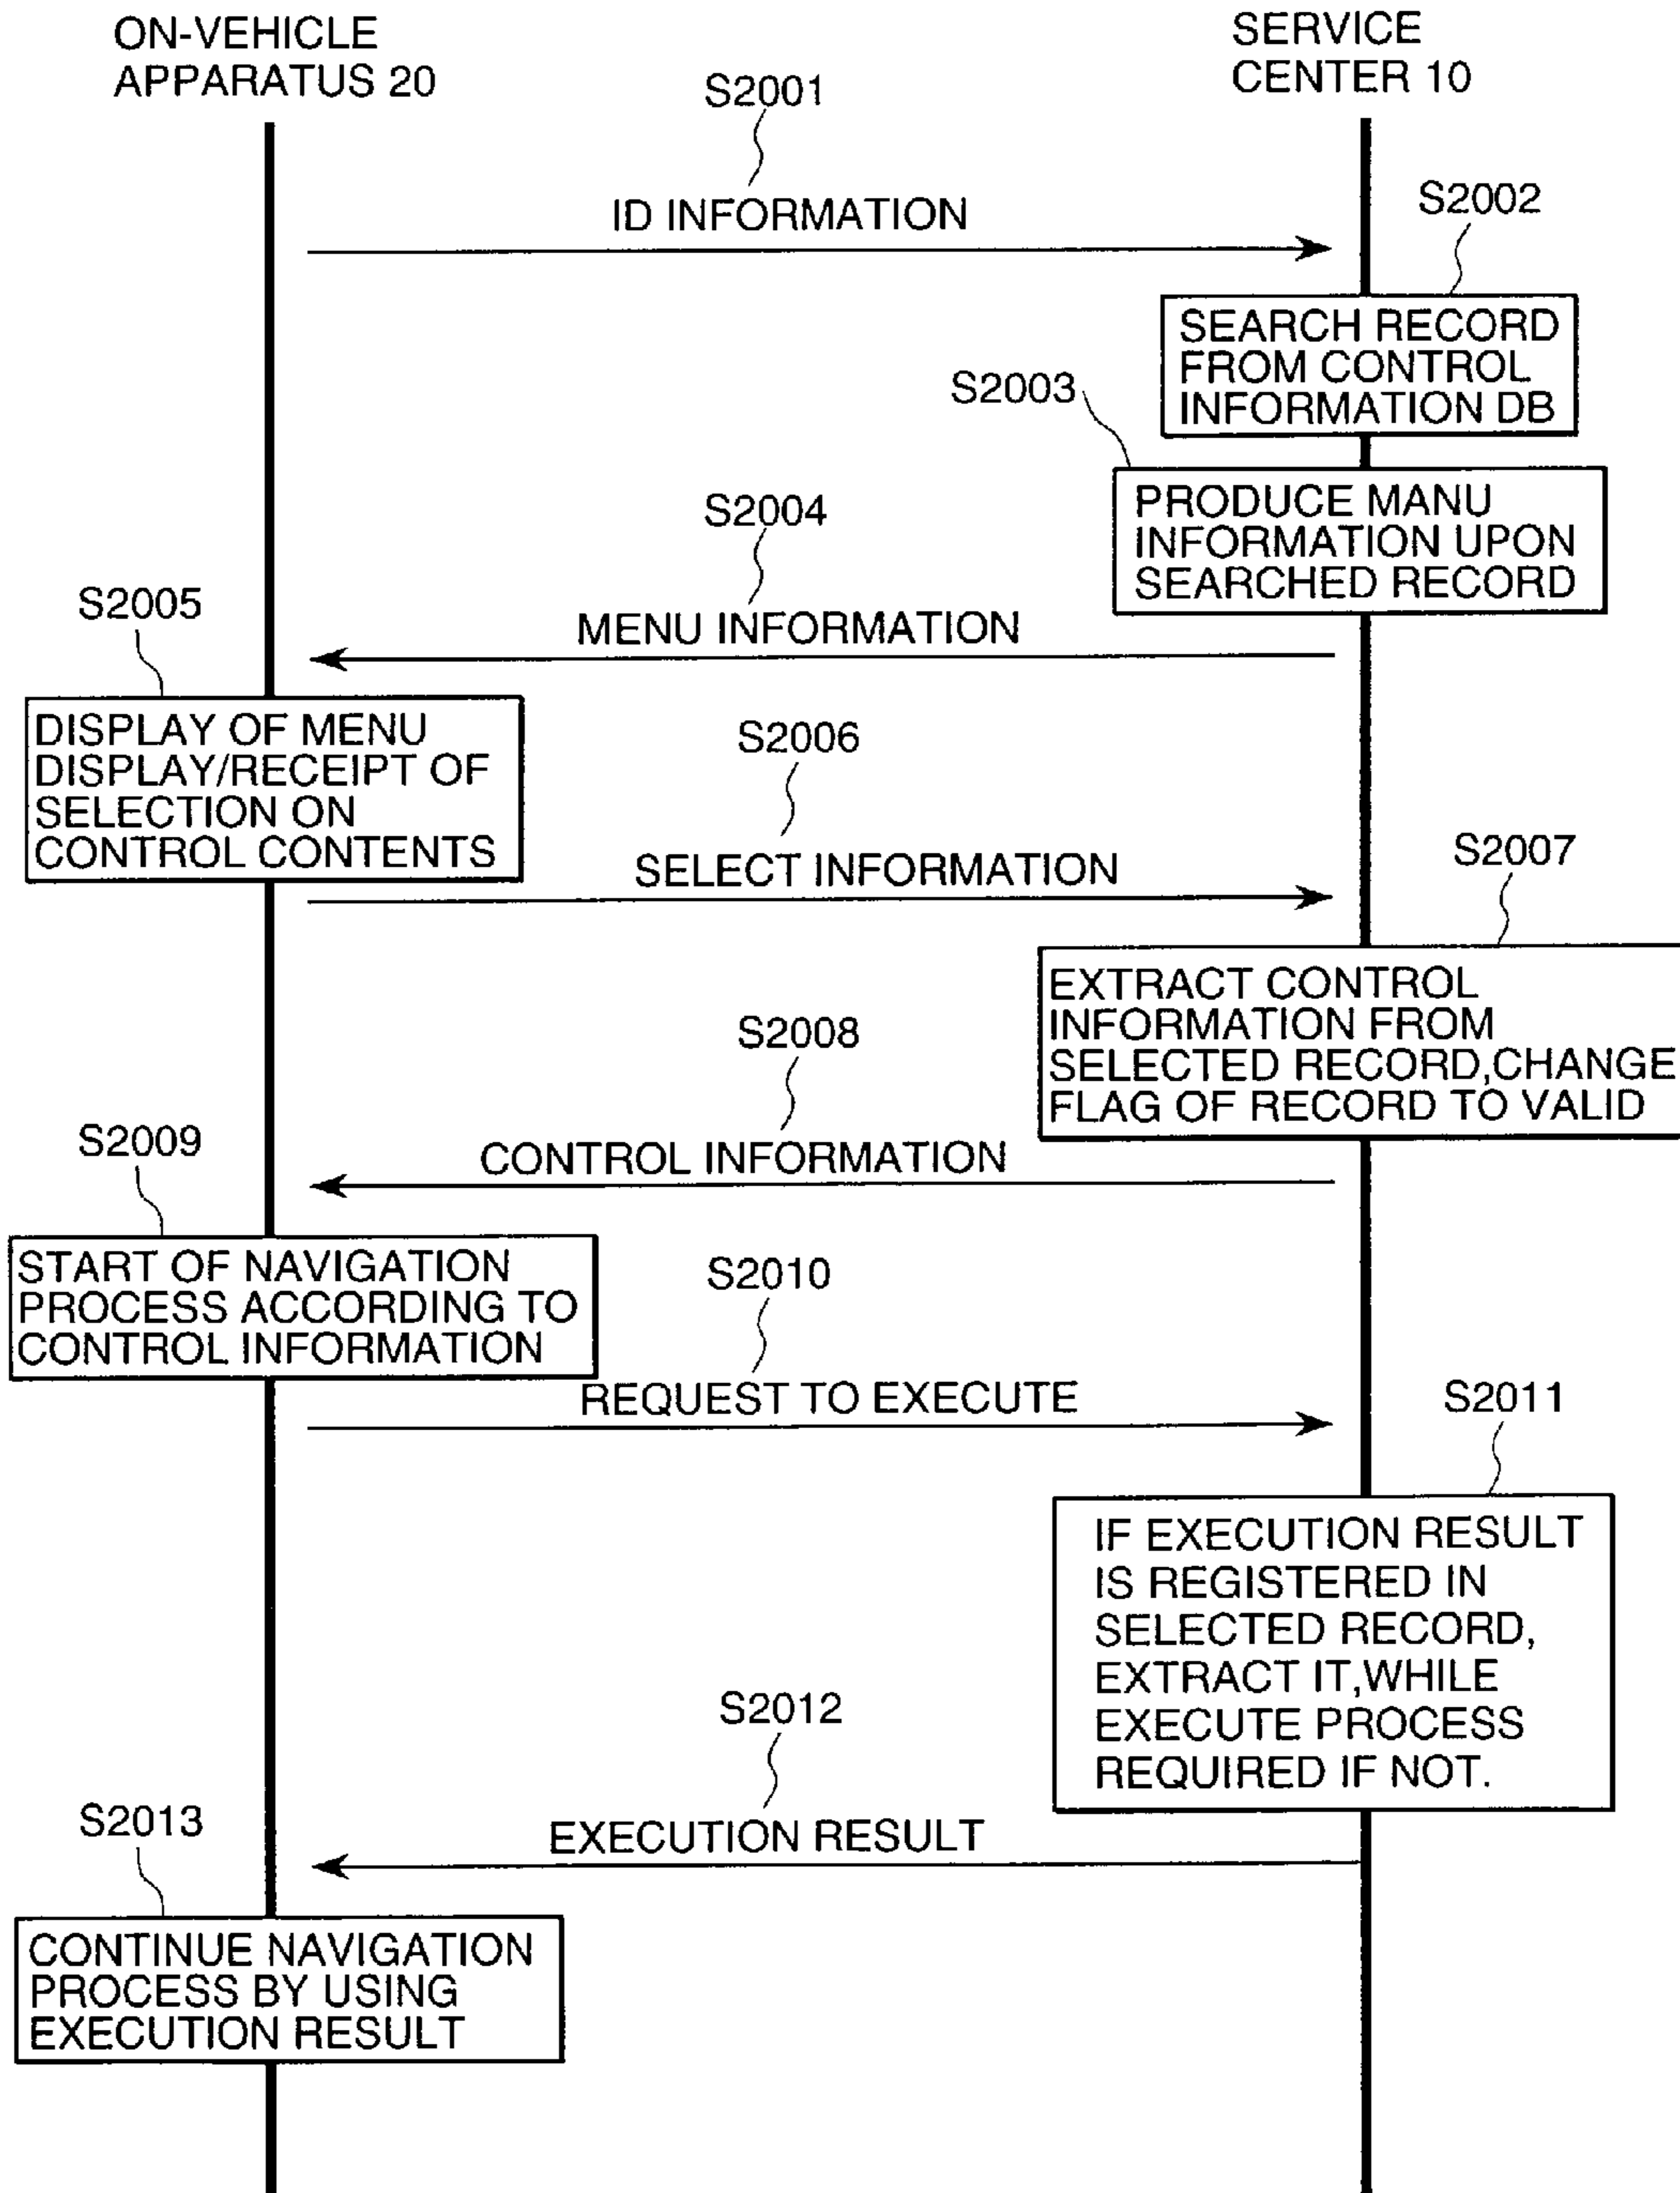 ON-VEHICLE
APPARATUS 20
SERVICE
CENTER 10
S2001
ID INFORMATION
S2002
SEARCH RECORD
FROM CONTROL
INFORMATION DB
S2003
PRODUCE MANU
INFORMATION UPON
SEARCHED RECORD
S2004
MENU INFORMATION
S2005
DISPLAY OF MENU
DISPLAY/RECEIPT OF
SELECTION ON
CONTROL CONTENTS
S2006
SELECT INFORMATION
S2007
EXTRACT CONTROL
INFORMATION FROM
SELECTED RECORD,CHANGE
FLAG OF RECORD TO VALID
S2008
CONTROL INFORMATION
S2009
START OF NAVIGATION
PROCESS ACCORDING TO
CONTROL INFORMATION
S2010
REQUEST TO EXECUTE
S2011
IF EXECUTION RESULT
IS REGISTERED IN
SELECTED RECORD,
EXTRACT IT,WHILE
EXECUTE PROCESS
REQUIRED IF NOT.
S2012
EXECUTION RESULT
S2013
CONTINUE NAVIGATION
PROCESS BY USING
EXECUTION RESULT